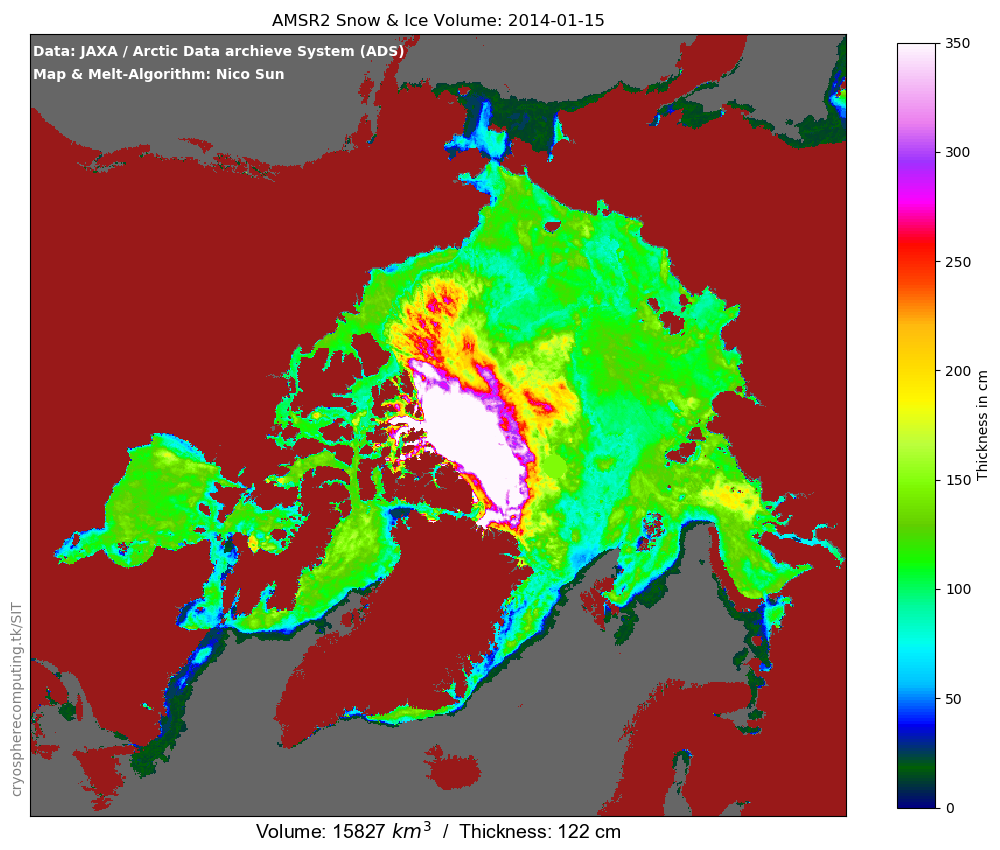 AMSR2 Snow & Ice Volume: 2014-01-15
Data: JAXA / Arctic Data archieve System (ADS)
Map & Melt-Algorithm: Nico Sun
350
300
250
200
150
100
50
0
Thickness in cm
cryospherecomputing.tk/SIT
Volume: 15827 km³ / Thickness: 122 cm